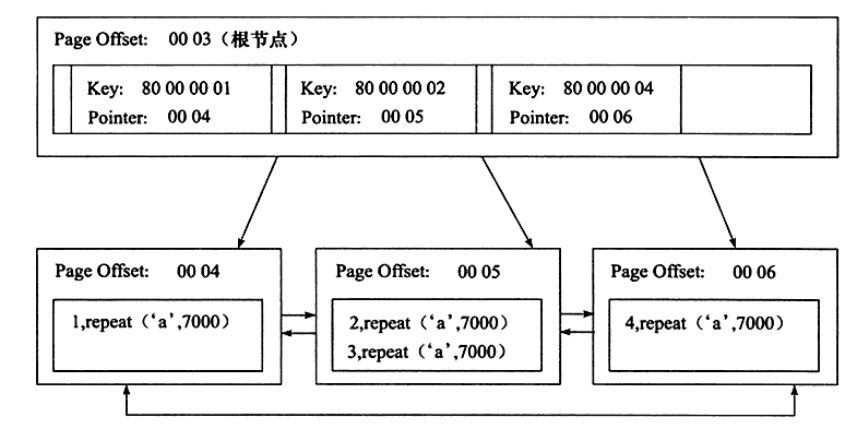 Page Offset: 00 03（根节点）
Key: 80 00 00 01
Pointer: 00 04
Key: 80 00 00 02
Pointer: 00 05
Key: 80 00 00 04
Pointer: 00 06
Page Offset: 00 04
1,repeat（‘a’,7000）
Page Offset: 00 05
2,repeat（‘a’,7000）
3,repeat（‘a’,7000）
Page Offset: 00 06
4,repeat（‘a’,7000）